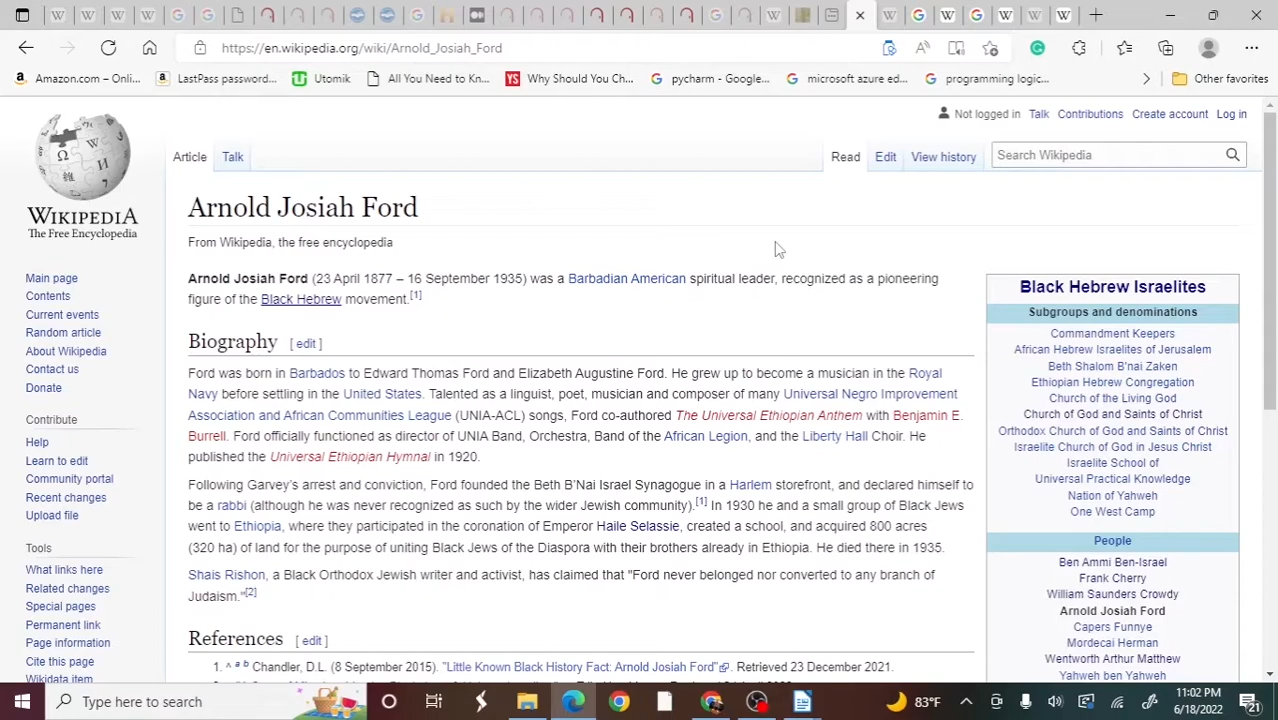 https://en.wikipedia.org/wiki/Arnold_Josiah_Ford
Amazon.com – Onli...
LastPass password...
Utomik
All You Need to Kn...
Why Should You Ch...
pycharm - Google...
microsoft azure ed...
programming logic...
Other favorites
Not logged in Talk Contributions Create account Log in
Article Talk
Read Edit View history
Search Wikipedia
WIKIPEDIA
The Free Encyclopedia
Main page
Contents
Current events
Random article
About Wikipedia
Contact us
Donate
Contribute
Help
Learn to edit
Community portal
Recent changes
Upload file
Tools
What links here
Related changes
Special pages
Permanent link
Page information
Cite this page
Wikidata item
Arnold Josiah Ford
From Wikipedia, the free encyclopedia
Arnold Josiah Ford (23 April 1877 – 16 September 1935) was a Barbadian American spiritual leader, recognized as a pioneering
figure of the Black Hebrew movement.[1]
Biography [ edit ]
Ford was born in Barbados to Edward Thomas Ford and Elizabeth Augustine Ford. He grew up to become a musician in the Royal
Navy before settling in the United States. Talented as a linguist, poet, musician and composer of many Universal Negro Improvement
Association and African Communities League (UNIA-ACL) songs, Ford co-authored The Universal Ethiopian Anthem with Benjamin E.
Burrell. Ford officially functioned as director of UNIA Band, Orchestra, Band of the African Legion, and the Liberty Hall Choir. He
published the Universal Ethiopian Hymnal in 1920.
Following Garvey's arrest and conviction, Ford founded the Beth B'Nai Israel Synagogue in a Harlem storefront, and declared himself to
be a rabbi (although he was never recognized as such by the wider Jewish community).[1] In 1930 he and a small group of Black Jews
went to Ethiopia, where they participated in the coronation of Emperor Haile Selassie, created a school, and acquired 800 acres
(320 ha) of land for the purpose of uniting Black Jews of the Diaspora with their brothers already in Ethiopia. He died there in 1935.
Shais Rishon, a Black Orthodox Jewish writer and activist, has claimed that "Ford never belonged nor converted to any branch of
Judaism."[2]
References [ edit ]
1. ^ a b Chandler, D.L. (8 September 2015). "Little Known Black History Fact: Arnold Josiah Ford". Retrieved 23 December 2021.
Black Hebrew Israelites
Subgroups and denominations
Commandment Keepers
African Hebrew Israelites of Jerusalem
Beth Shalom B'nai Zaken
Ethiopian Hebrew Congregation
Church of the Living God
Church of God and Saints of Christ
Orthodox Church of God and Saints of Christ
Israelite Church of God in Jesus Christ
Israelite School of
Universal Practical Knowledge
Nation of Yahweh
One West Camp
People
Ben Ammi Ben-Israel
Frank Cherry
William Saunders Crowdy
Arnold Josiah Ford
Capers Funnye
Mordecai Herman
Wentworth Arthur Matthew
Yahweh ben Yahweh
Type here to search
83°F
11:02 PM
6/18/2022
21